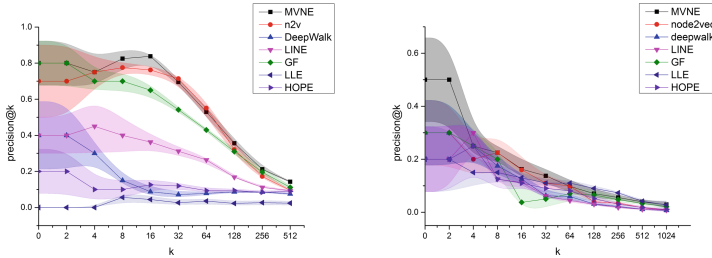 MVNE
n2v
DeepWalk
LINE
GF
LLE
HOPE
precision@k
1.0
0.8
0.6
0.4
0.2
0.0
0 2 4 8 16 32 64 128 256 512
k
MVNE
node2vec
deepwalk
LINE
GF
LLE
HOPE
precision@k
0.6
0.4
0.2
0.0
0 2 4 8 16 32 64 128 256 512 1024
k